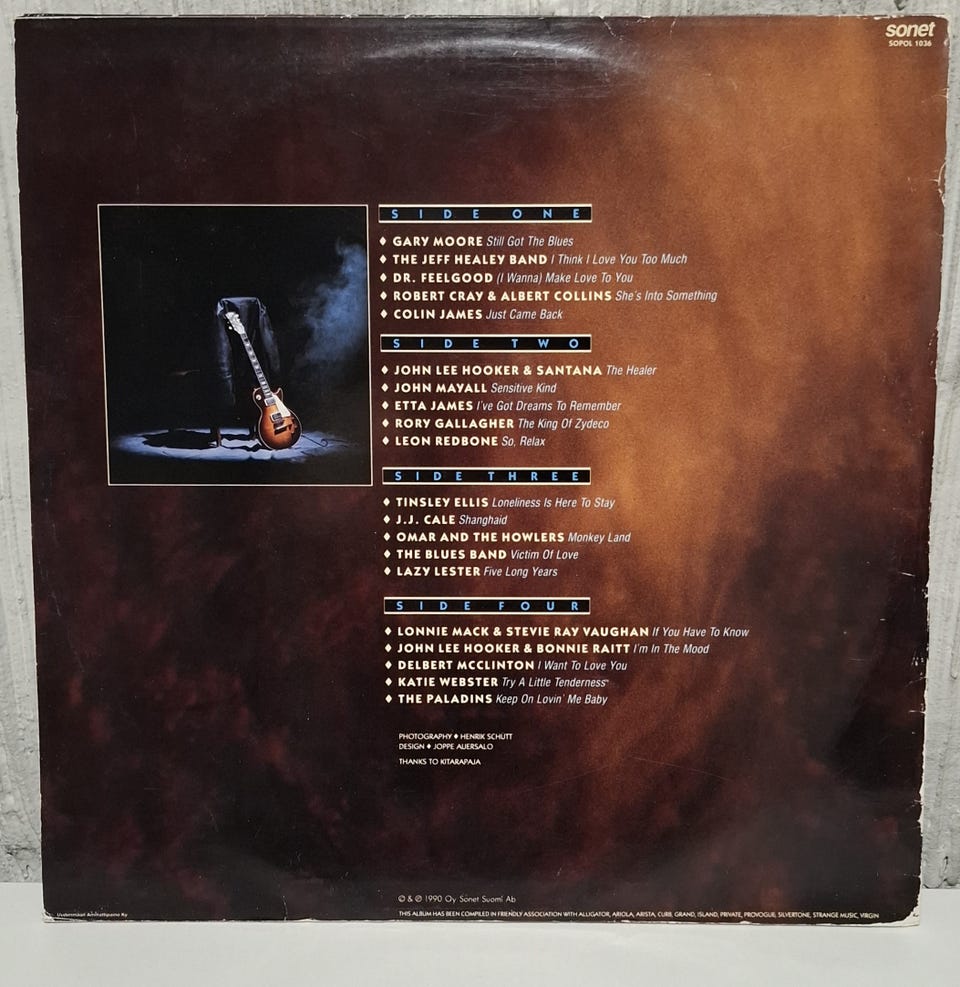 sonet
SOPOL 1036
SIDE ONE
♦ GARY MOORE Still Got The Blues
♦ THE JEFF HEALEY BAND I Think I Love You Too Much
♦ DR. FEELGOOD (I Wanna) Make Love To You
♦ ROBERT CRAY & ALBERT COLLINS She's Into Something
♦ COLIN JAMES Just Came Back
SIDE TWO
♦ JOHN LEE HOOKER & SANTANA The Healer
♦ JOHN MAYALL Sensitive Kind
♦ ETTA JAMES I've Got Dreams To Remember
♦ RORY GALLAGHER The King Of Zydeco
♦ LEON REDBONE So, Relax
SIDE THREE
♦ TINSLEY ELLIS Loneliness Is Here To Stay
♦ J.J. CALE Shanghaid
♦ OMAR AND THE HOWLERS Monkey Land
♦ THE BLUES BAND Victim Of Love
♦ LAZY LESTER Five Long Years
SIDE FOUR
♦ LONNIE MACK & STEVIE RAY VAUGHAN If You Have To Know
♦ JOHN LEE HOOKER & BONNIE RAITT I'm In The Mood
♦ DELBERT MCCLINTON I Want To Love You
♦ KATIE WEBSTER Try A Little Tenderness
♦ THE PALADINS Keep On Lovin' Me Baby
PHOTOGRAPHY ♦ HENRIK SCHÜTT
DESIGN ♦ JOPPE AUERSALO
THANKS TO KITARAPAJA
© & ℗ 1990 Oy Sonet Suomi Ab
THIS ALBUM HAS BEEN COMPILED IN FRIENDLY ASSOCIATION WITH ALLIGATOR, ARIOLA, ARISTA, CURB, GRAND, ISLAND, PRIVATE, PROVOGUE, SILVERTONE, STRANGE MUSIC, VIRGIN